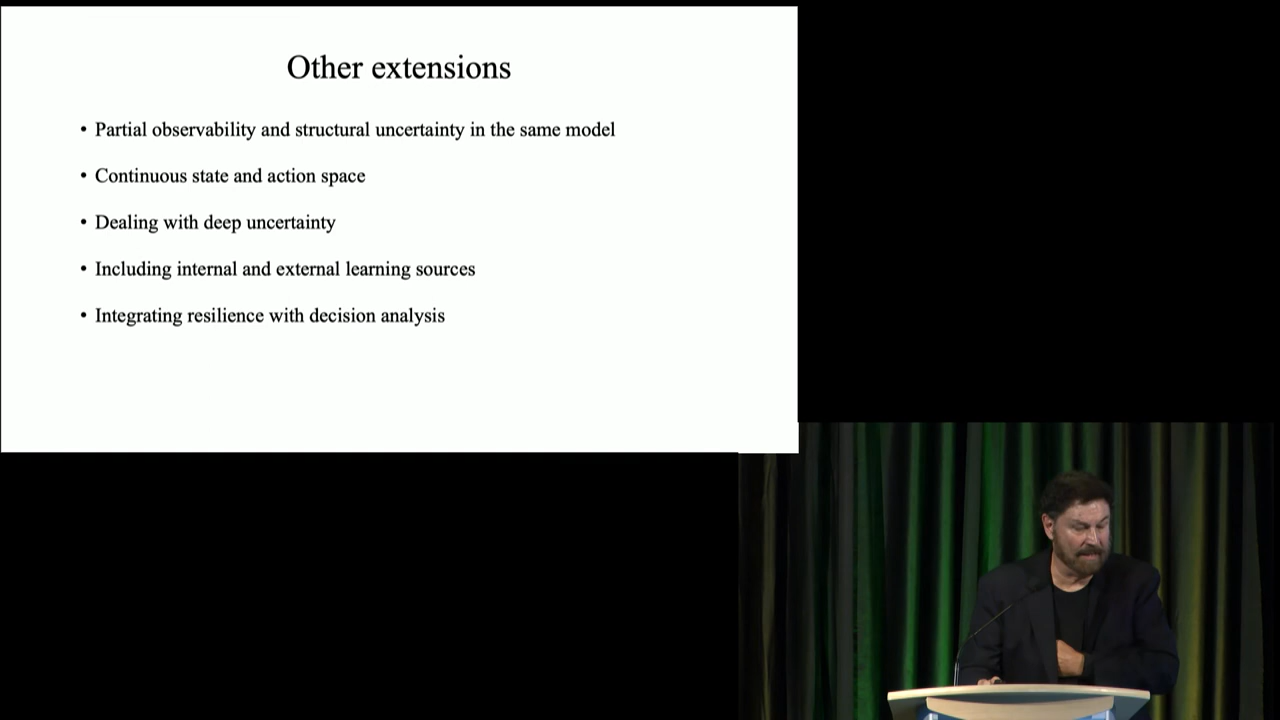 Other extensions
• Partial observability and structural uncertainty in the same model
• Continuous state and action space
• Dealing with deep uncertainty
• Including internal and external learning sources
• Integrating resilience with decision analysis